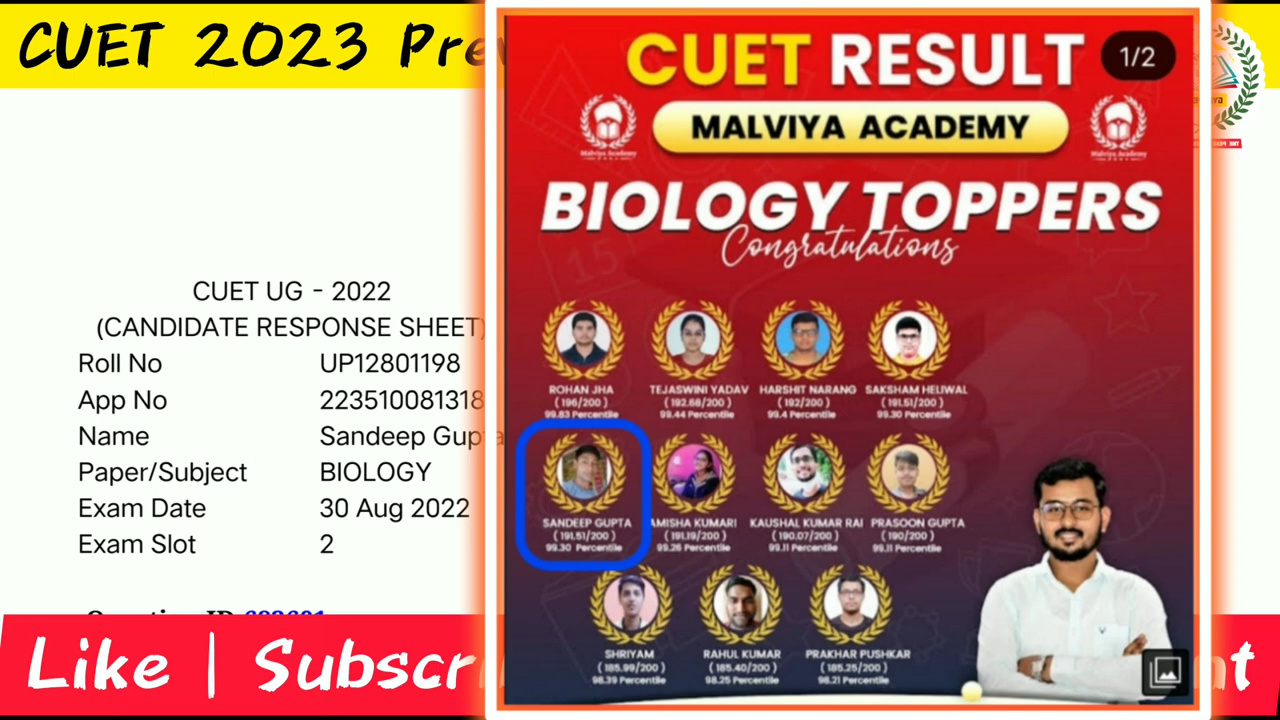 CUET 2023 Pre
CUET UG - 2022
(CANDIDATE RESPONSE SHEET)
Roll No UP12801198
App No 223510081318
Name Sandeep Gupta
Paper/Subject BIOLOGY
Exam Date 30 Aug 2022
Exam Slot 2
Like | Subscri
nt
CUET RESULT
1/2
MALVIYA ACADEMY
Malviya Academy
Malviya Academy
BIOLOGY TOPPERS
Congratulations
ROHAN JHA
(196/200)
99.83 Percentile
TEJASWINI YADAV
(192.68/200)
99.44 Percentile
HARSHIT NARANG
(192/200)
99.4 Percentile
SAKSHAM HELIWAL
(191.51/200)
99.30 Percentile
SANDEEP GUPTA
(191.51/200)
99.30 Percentile
AMISHA KUMARI
(191.19/200)
99.26 Percentile
KAUSHAL KUMAR RAI
(190.07/200)
99.11 Percentile
PRASOON GUPTA
(190/200)
99.11 Percentile
SHRIYAM
(185.99/200)
98.39 Percentile
RAHUL KUMAR
(185.40/200)
98.25 Percentile
PRAKHAR PUSHKAR
(185.25/200)
98.21 Percentile